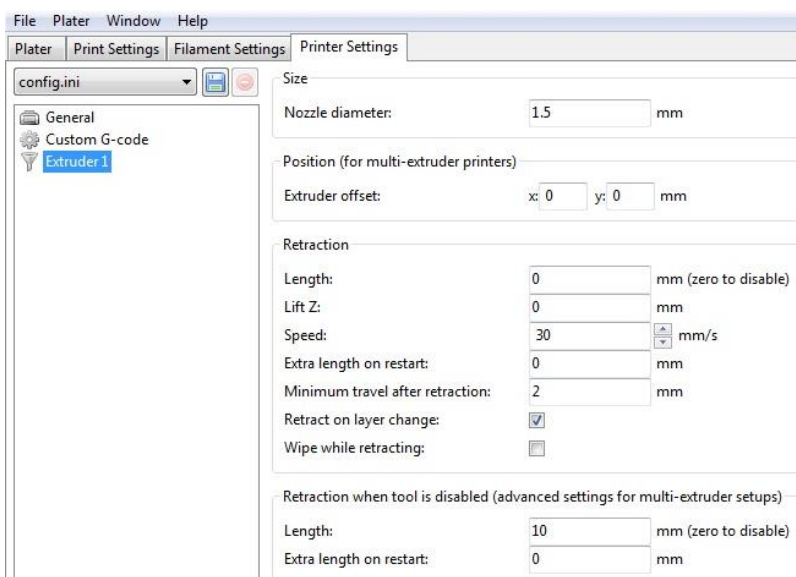 File Plater Window Help
Plater Print Settings Filament Settings Printer Settings
config.ini
General
Custom G-code
Extruder 1
Size
Nozzle diameter: 1.5 mm
Position (for multi-extruder printers)
Extruder offset: x: 0 y: 0 mm
Retraction
Length: 0 mm (zero to disable)
Lift Z: 0 mm
Speed: 30 mm/s
Extra length on restart: 0 mm
Minimum travel after retraction: 2 mm
Retract on layer change:
Wipe while retracting:
Retraction when tool is disabled (advanced settings for multi-extruder setups)
Length: 10 mm (zero to disable)
Extra length on restart: 0 mm